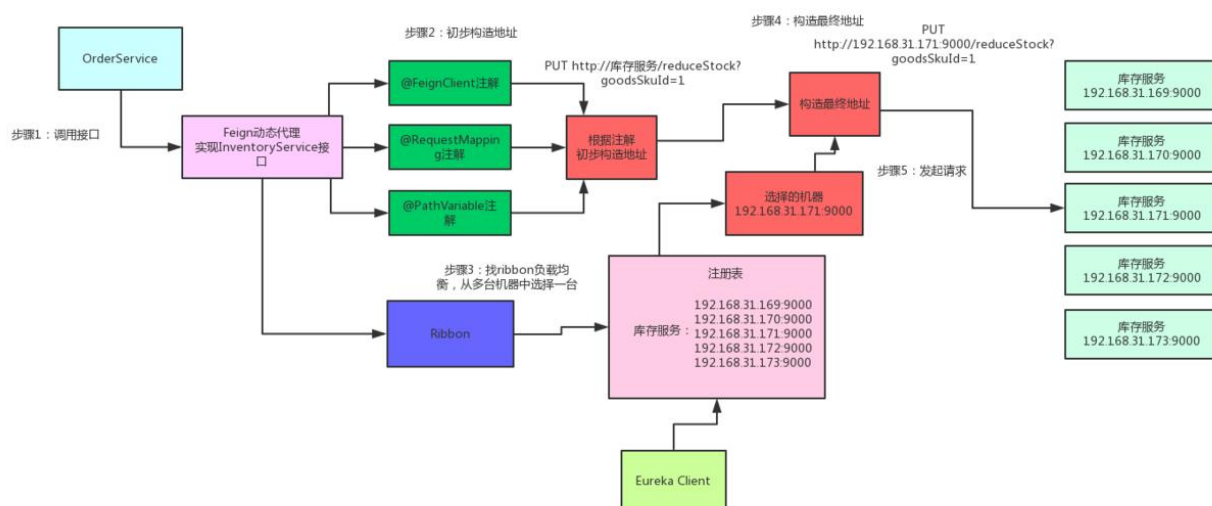 步骤4：构造最终地址
步骤2：初步构造地址
PUT
http://192.168.31.171:9000/reduceStock?
goodsSkuId=1
OrderService
PUT http://库存服务/reduceStock?
goodsSkuId=1
@FeignClient注解
构造最终地址
库存服务
192.168.31.169:9000
步骤1：调用接口
Feign动态代理
实现InventoryService接
口
@RequestMappin
g注解
根据注解
初步构造地址
库存服务
192.168.31.170:9000
步骤5：发起请求
@PathVariable注
解
选择的机器
192.168.31.171:9000
库存服务
192.168.31.171:9000
步骤3：找ribbon负载均
衡，从多台机器中选择一台
注册表
库存服务
192.168.31.172:9000
Ribbon
库存服务：
192.168.31.169:9000
192.168.31.170:9000
192.168.31.171:9000
192.168.31.172:9000
192.168.31.173:9000
库存服务
192.168.31.173:9000
Eureka Client